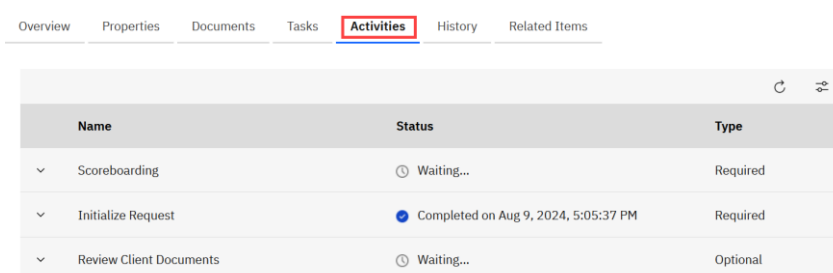 Overview Properties Documents Tasks Activities History Related Items
Name Status Type
Scoreboarding Waiting... Required
Initialize Request Completed on Aug 9, 2024, 5:05:37 PM Required
Review Client Documents Waiting... Optional